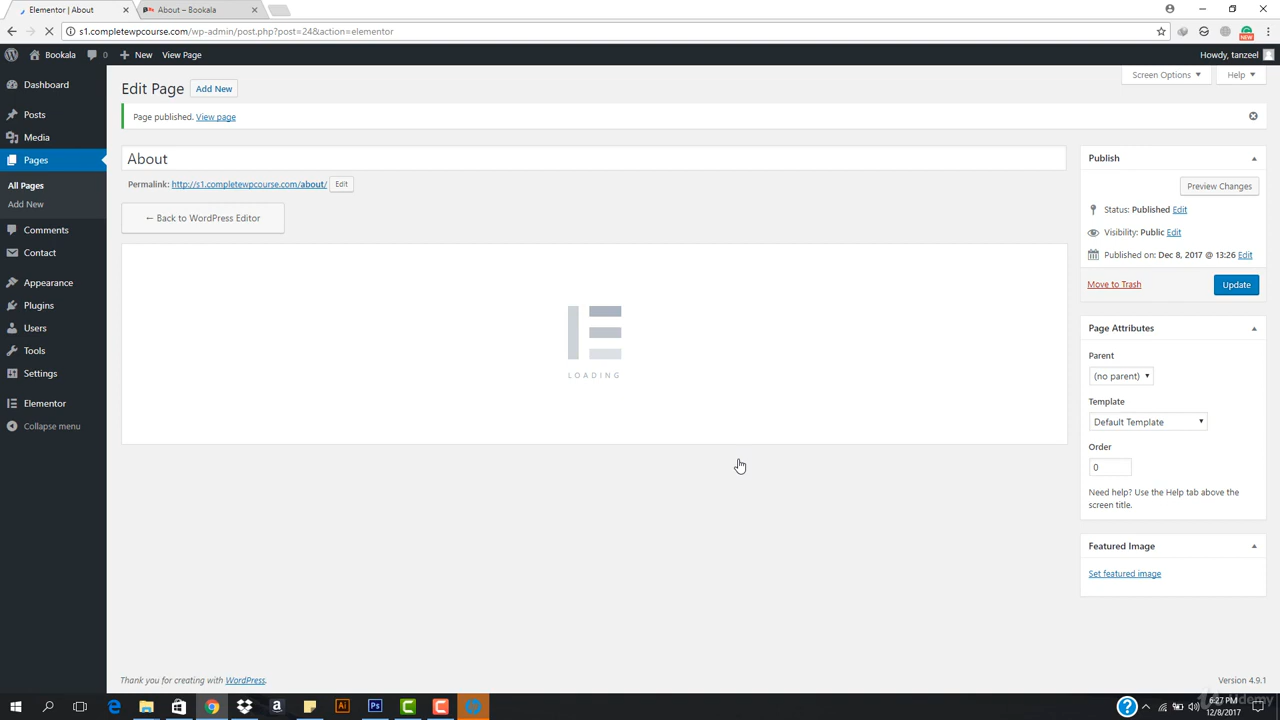 Elementor | About
About – Bookala
s1.completewpcourse.com/wp-admin/post.php?post=24&action=elementor
NEW
Bookala
0
New
View Page
Howdy, tanzeel
Dashboard
Posts
Media
Pages
All Pages
Add New
Comments
Contact
Appearance
Plugins
Users
Tools
Settings
Elementor
Collapse menu
Screen Options
Help
Edit Page
Add New
Page published. View page
About
Permalink: http://s1.completewpcourse.com/about/ Edit
← Back to WordPress Editor
LOADING
Publish
Preview Changes
Status: Published Edit
Visibility: Public Edit
Published on: Dec 8, 2017 @ 13:26 Edit
Move to Trash
Update
Page Attributes
Parent
(no parent)
Template
Default Template
Order
0
Need help? Use the Help tab above the
screen title.
Featured Image
Set featured image
Thank you for creating with WordPress.
Version 4.9.1
Ai
Ps
6:27 PM
12/8/2017
Udemy